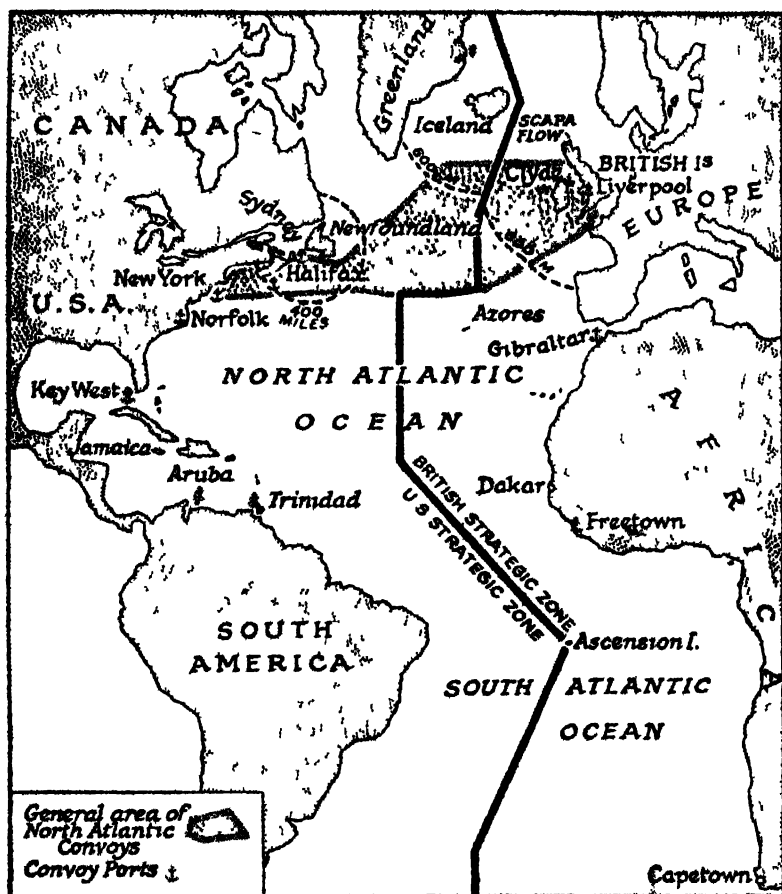 Greenland
CANADA
Iceland
SCAPA
FLOW
Clyde
BRITISH IS
Liverpool
EUROPE
Sydney
Newfoundland
New York
Halifax
U.S.A.
Norfolk
400
MILES
Azores
Gibraltar
NORTH ATLANTIC
OCEAN
Key West
AFRICA
Jamaica
Aruba
Trinidad
Dakar
Freetown
BRITISH STRATEGIC ZONE
U S STRATEGIC ZONE
Ascension I.
SOUTH
AMERICA
SOUTH ATLANTIC
OCEAN
General area of
North Atlantic
Convoys
Convoy Ports
Capetown